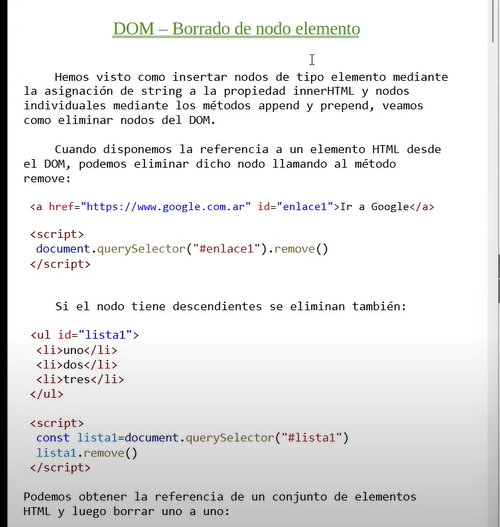 DOM – Borrado de nodo elemento
Hemos visto como insertar nodos de tipo elemento mediante
la asignación de string a la propiedad innerHTML y nodos
individuales mediante los métodos append y prepend, veamos
como eliminar nodos del DOM.
Cuando disponemos la referencia a un elemento HTML desde
el DOM, podemos eliminar dicho nodo llamando al método
remove:
<a href="https://www.google.com.ar" id="enlace1">Ir a Google</a>
<script>
document.querySelector("#enlace1").remove()
</script>
Si el nodo tiene descendientes se eliminan también:
<ul id="lista1">
<li>uno</li>
<li>dos</li>
<li>tres</li>
</ul>
<script>
const lista1=document.querySelector("#lista1")
lista1.remove()
</script>
Podemos obtener la referencia de un conjunto de elementos
HTML y luego borrar uno a uno: